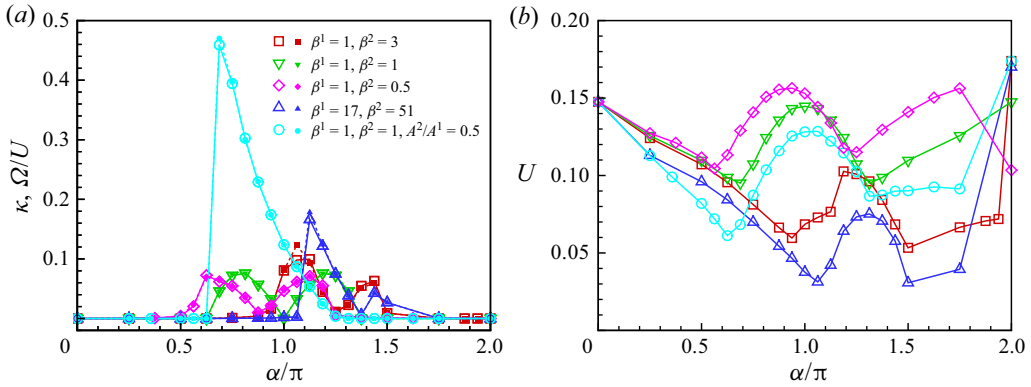 (a)
0.5
0.4
0.3
0.2
0.1
κ, Ω/U
β¹ = 1, β² = 3
β¹ = 1, β² = 1
β¹ = 1, β² = 0.5
β¹ = 17, β² = 51
β¹ = 1, β² = 1, A²/A¹ = 0.5
0 0.5 1.0 1.5 2.0
α/π
(b)
0.20
0.15
0.10
0.05
U
0 0.5 1.0 1.5 2.0
α/π